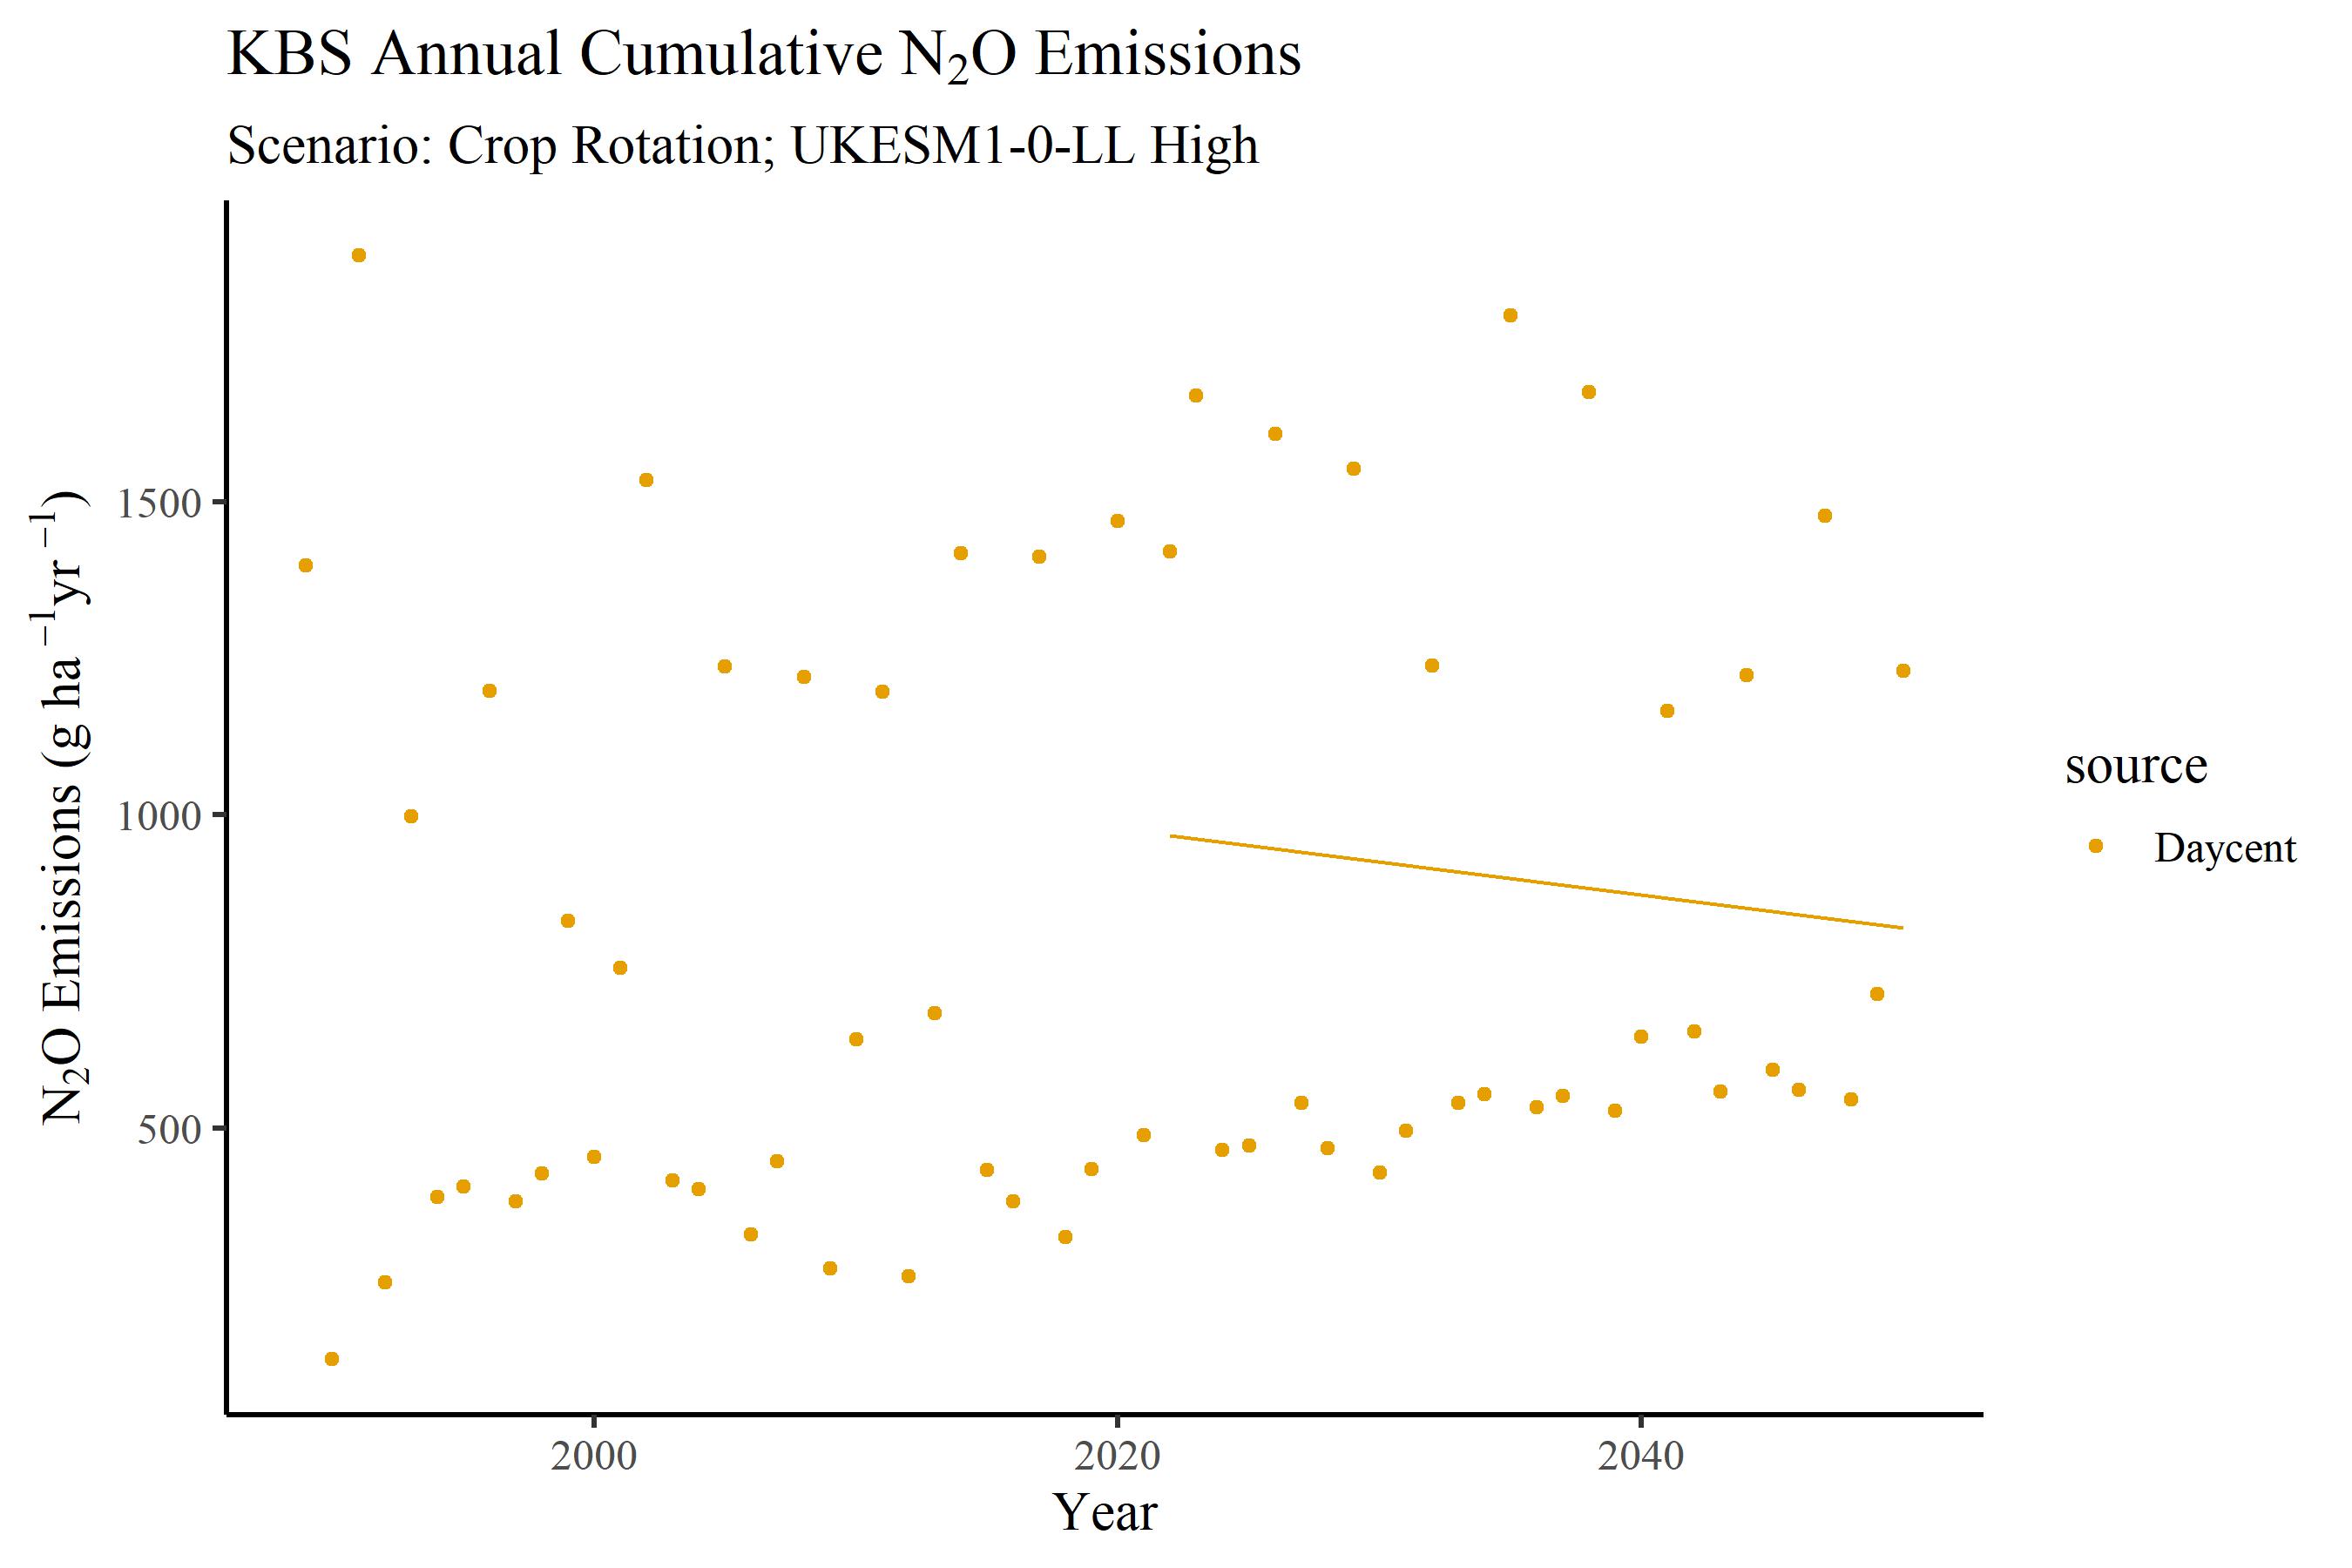 KBS Annual Cumulative N₂O Emissions
Scenario: Crop Rotation; UKESM1-0-LL High
N₂O Emissions (g ha⁻¹yr⁻¹)
1500
1000
500
2000 2020 2040
Year
source
Daycent